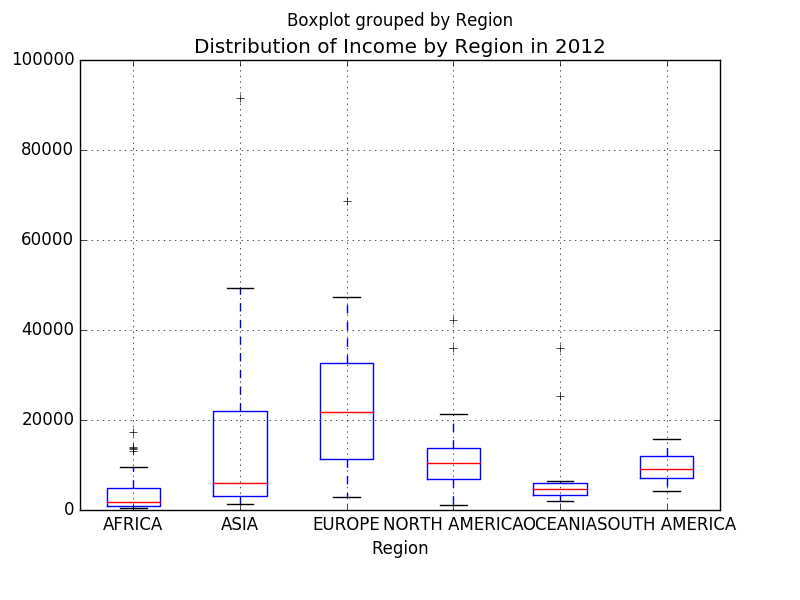 Boxplot grouped by Region
Distribution of Income by Region in 2012
100000
80000
60000
40000
20000
0
AFRICA ASIA EUROPE NORTH AMERICA OCEANIA SOUTH AMERICA
Region